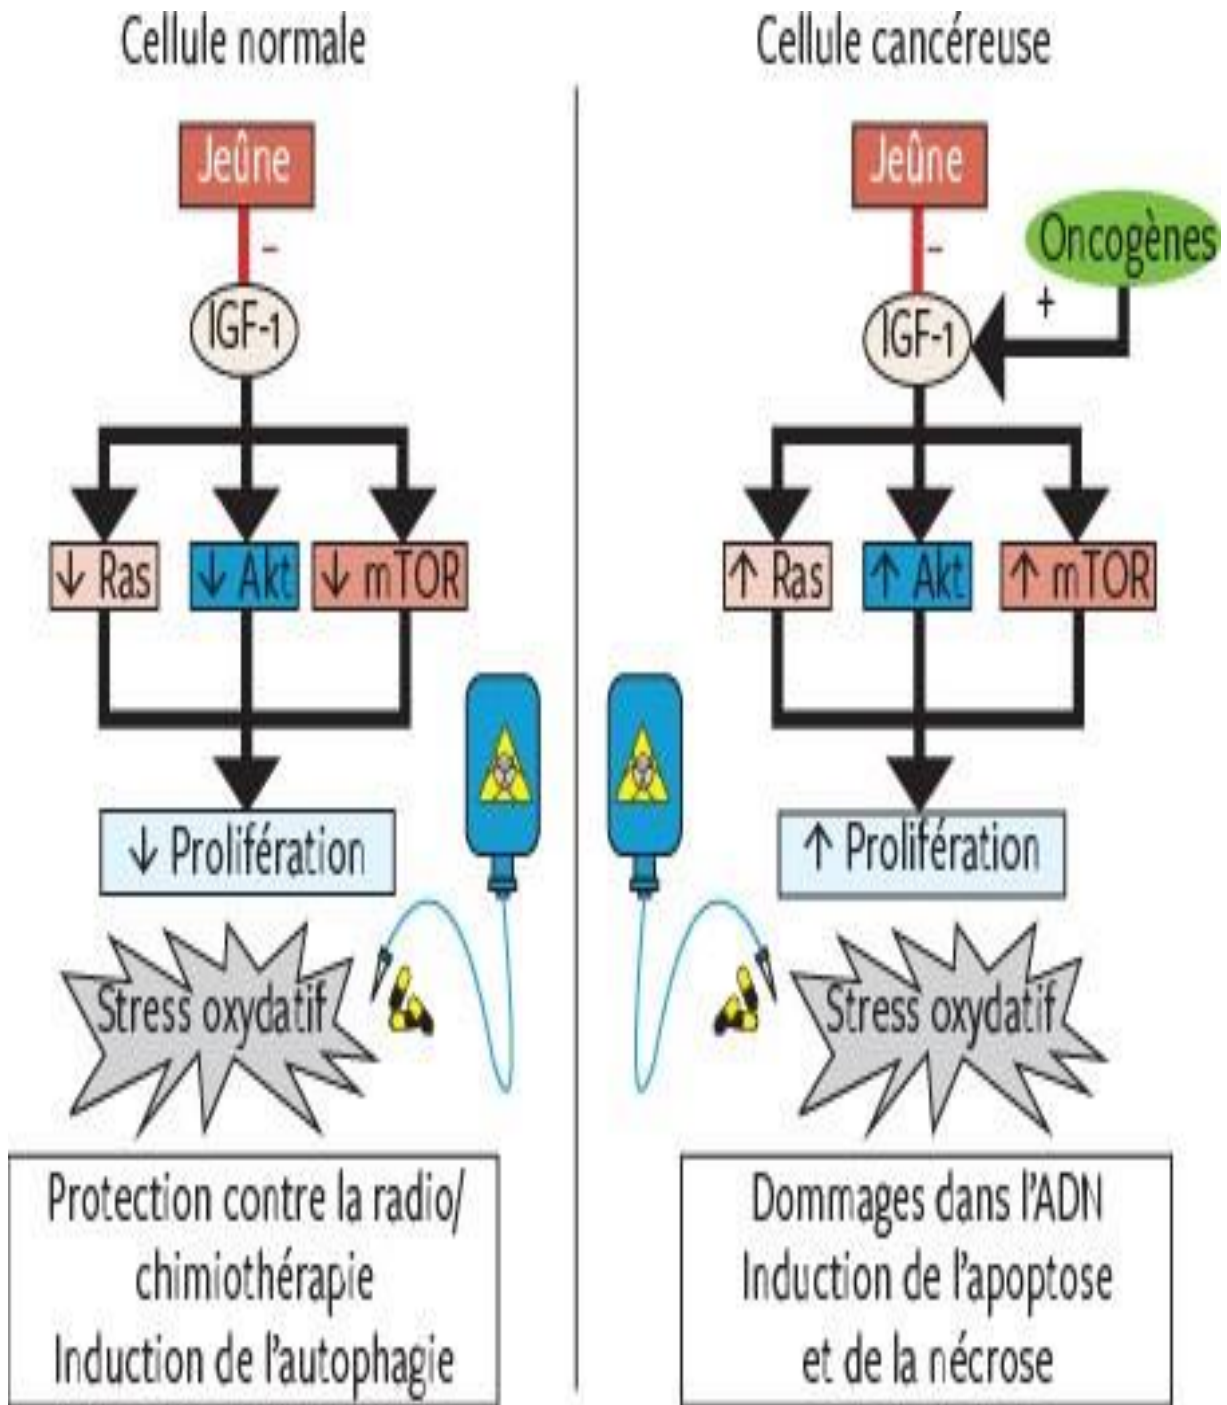 Cellule normale
Jeûne
–
IGF-1
↓ Ras
↓ Akt
↓ mTOR
↓ Prolifération
Stress oxydatif
Protection contre la radio/
chimiothérapie
Induction de l'autophagie
Cellule cancéreuse
Jeûne
–
Oncogènes
+
IGF-1
↑ Ras
↑ Akt
↑ mTOR
↑ Prolifération
Stress oxydatif
Dommages dans l'ADN
Induction de l'apoptose
et de la nécrose